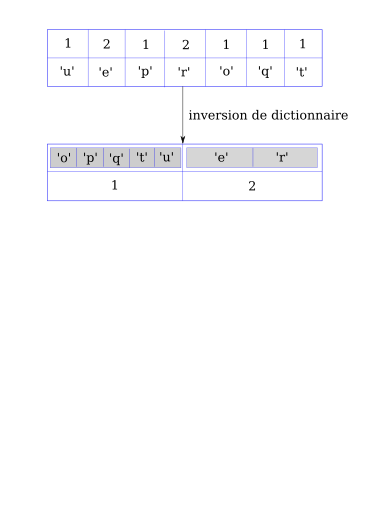 1 2 1 2 1 1 1
'u' 'e' 'p' 'r' 'o' 'q' 't'
inversion de dictionnaire
'o' 'p' 'q' 't' 'u' 'e' 'r'
1 2